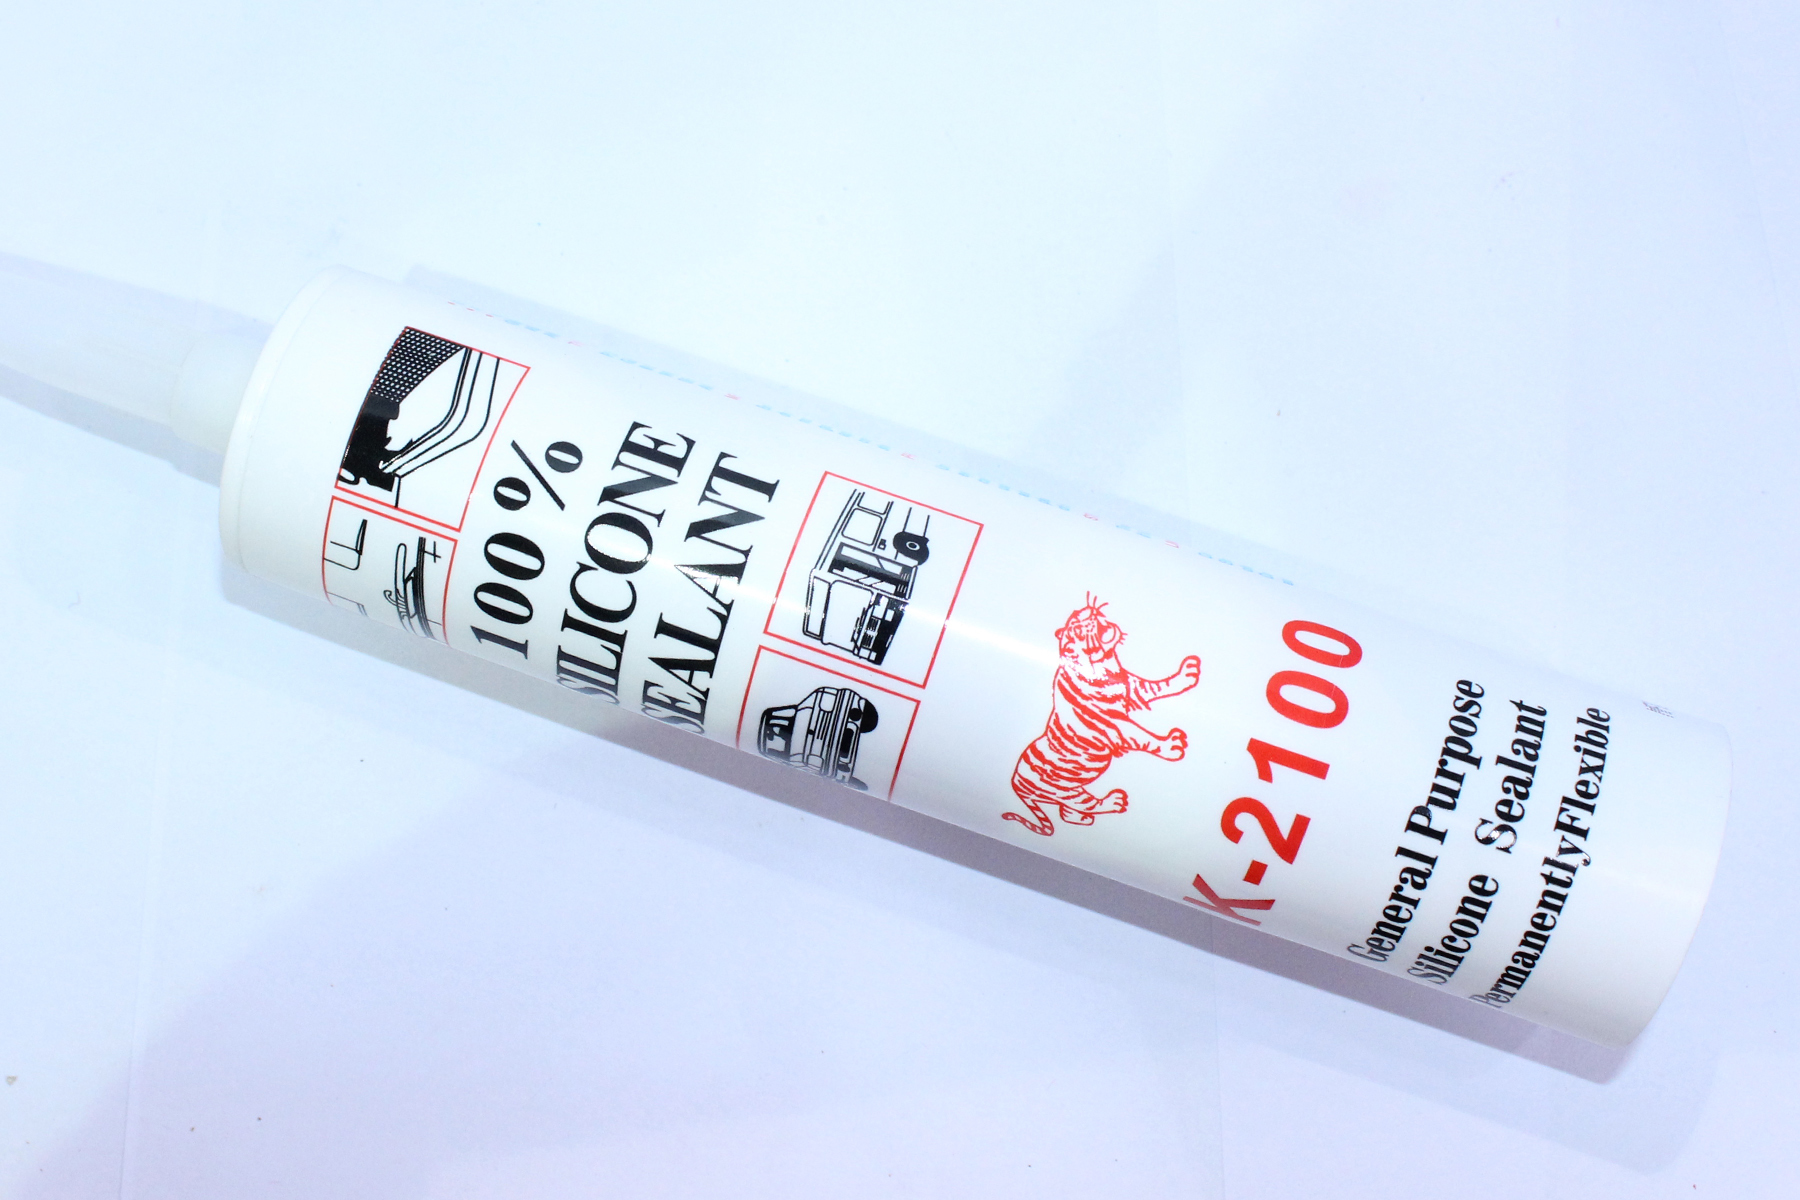 100 %
SILICONE
SEALANT
K-2100
General Purpose
Silicone Sealant
PermanentlyFlexible